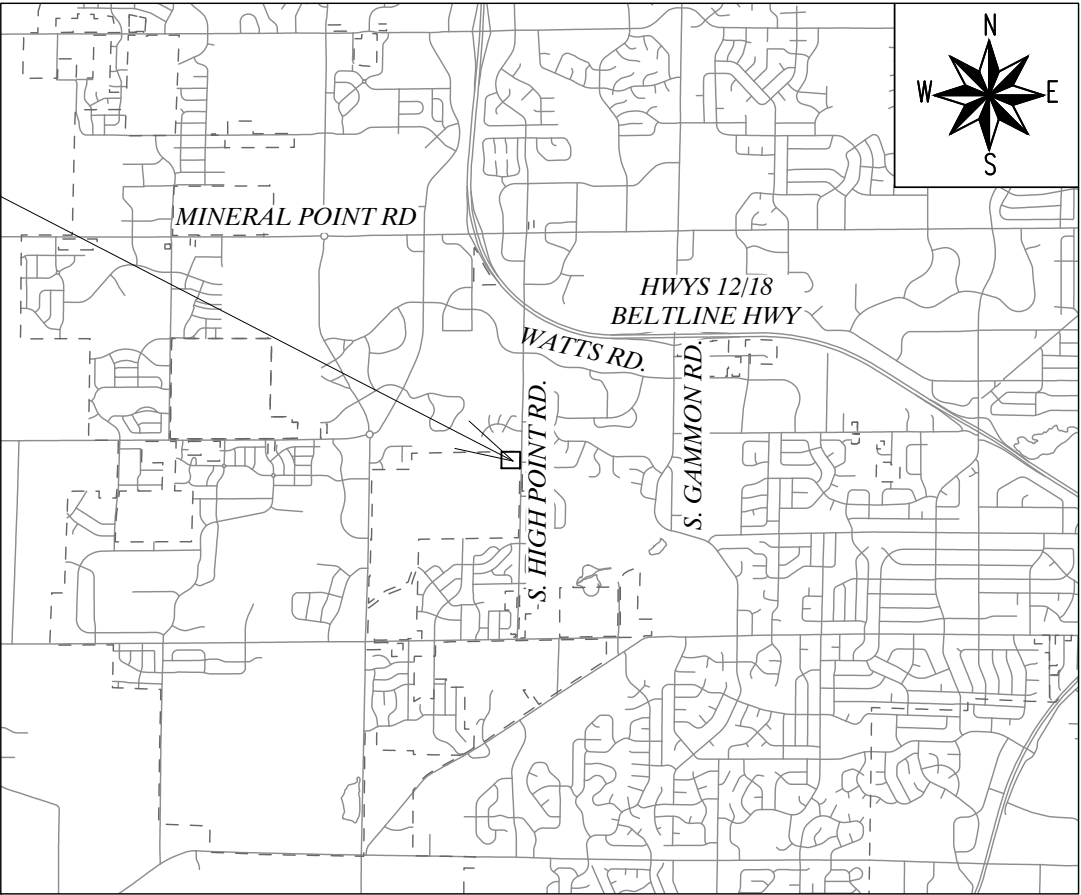 N
W E
S
MINERAL POINT RD
HWYS 12/18
BELTLINE HWY
WATTS RD.
S. HIGH POINT RD.
S. GAMMON RD.